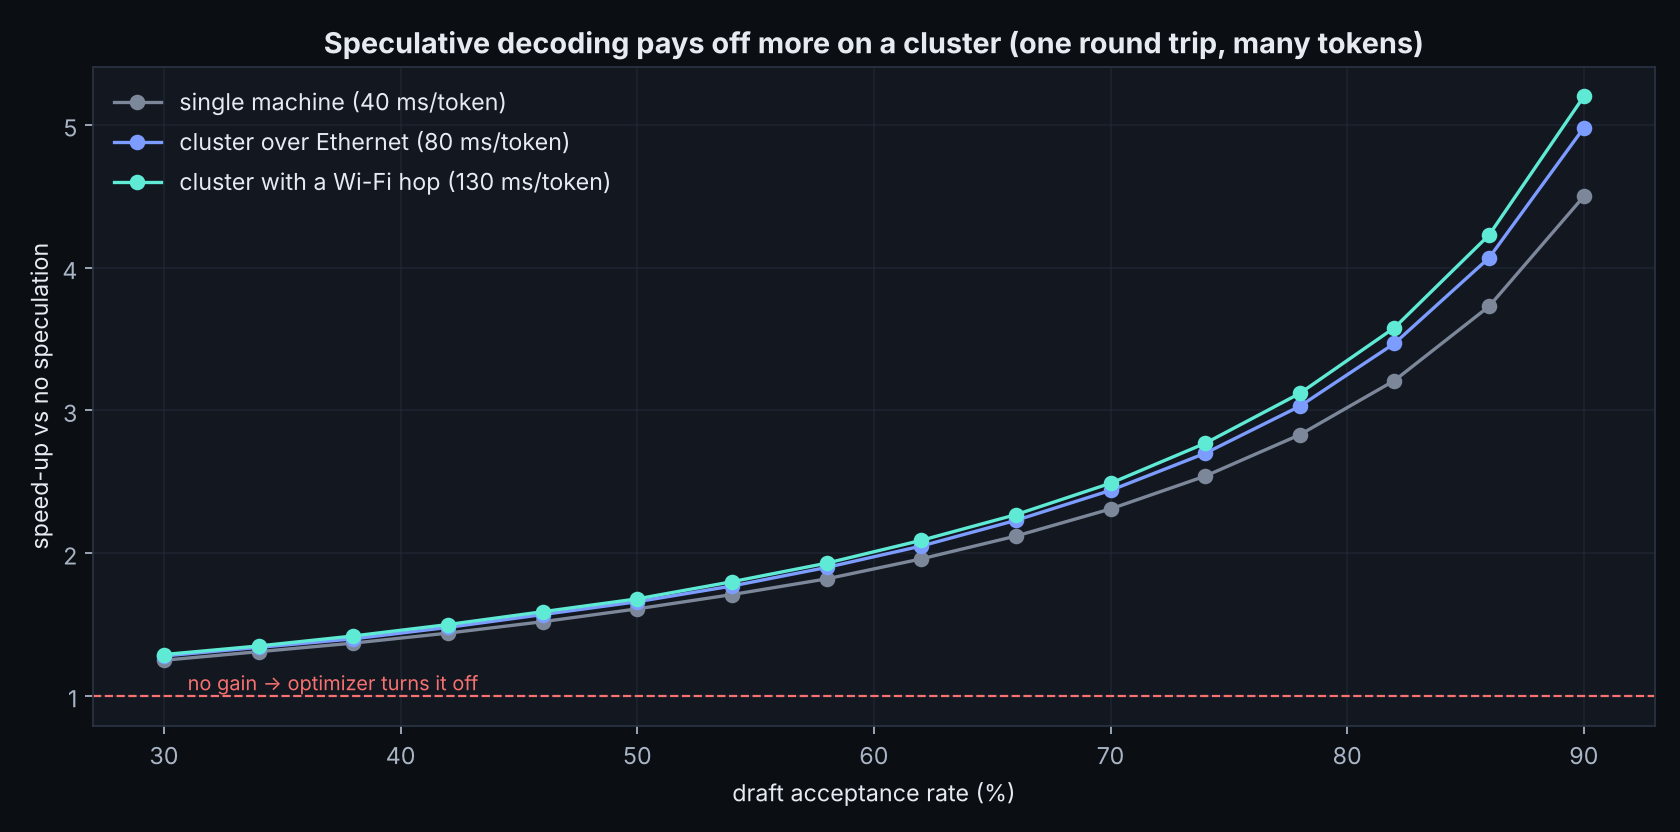 Speculative decoding pays off more on a cluster (one round trip, many tokens)
single machine (40 ms/token)
cluster over Ethernet (80 ms/token)
cluster with a Wi-Fi hop (130 ms/token)
speed-up vs no speculation
5
4
3
2
1
no gain → optimizer turns it off
30 40 50 60 70 80 90
draft acceptance rate (%)